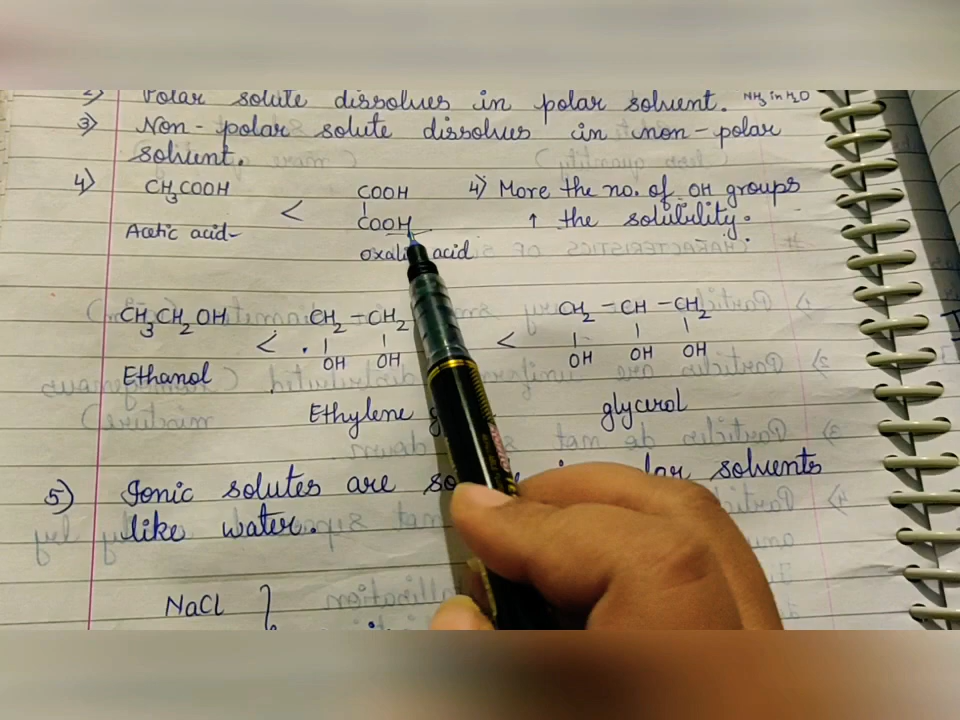 2) Polar solute dissolves in polar solvent. NH3 in H2O
3) Non-polar solute dissolves in non-polar
solvent.
4) CH3COOH < COOH
COOH
Acetic acid
oxalic acid
4) More the no. of OH groups
↑ the solubility.
CH3CH2OH < CH2-CH2 < CH2-CH-CH2
OH OH OH OH OH
Ethanol
Ethylene
glycerol
5) Ionic solutes are solvents
like water.
NaCl }